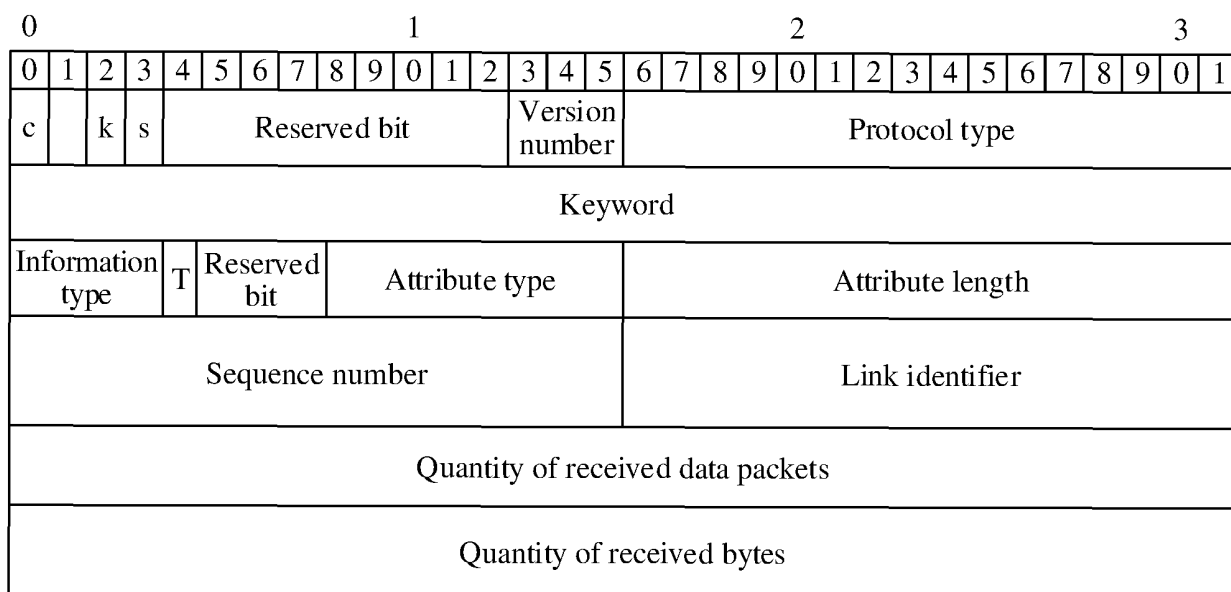 0 1 2 3
0 1 2 3 4 5 6 7 8 9 0 1 2 3 4 5 6 7 8 9 0 1 2 3 4 5 6 7 8 9 0 1
c k s Reserved bit Version number Protocol type
Keyword
Information type T Reserved bit Attribute type Attribute length
Sequence number Link identifier
Quantity of received data packets
Quantity of received bytes